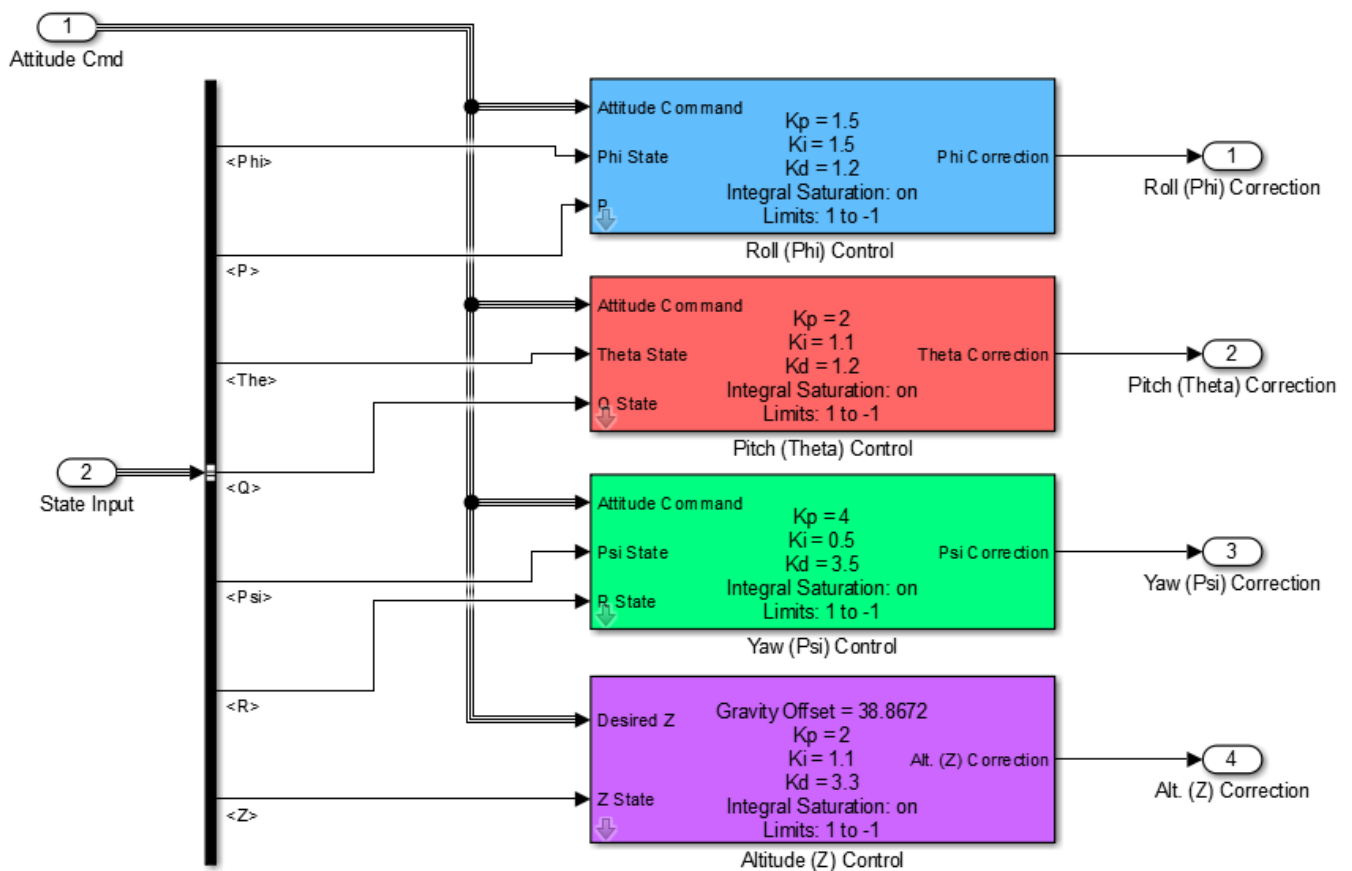 1
Attitude Cmd
Attitude Command
Kp = 1.5
<Phi>
Phi State
Ki = 1.5
Phi Correction
1
Kd = 1.2
Roll (Phi) Correction
P
Integral Saturation: on
Limits: 1 to -1
Roll (Phi) Control
<P>
Attitude Command
Kp = 2
Ki = 1.1
Theta State
Theta Correction
2
Kd = 1.2
<The>
Pitch (Theta) Correction
Integral Saturation: on
Q State
Limits: 1 to -1
Pitch (Theta) Control
2
State Input
<Q>
Attitude Command
Kp = 4
Ki = 0.5
Psi State
Psi Correction
3
Kd = 3.5
Yaw (Psi) Correction
<Psi>
Integral Saturation: on
R State
Limits: 1 to -1
Yaw (Psi) Control
<R>
Desired Z
Gravity Offset = 38.8672
Kp = 2
Ki = 1.1
Alt. (Z) Correction
4
Kd = 3.3
Alt. (Z) Correction
Z State
Integral Saturation: on
<Z>
Limits: 1 to -1
Altitude (Z) Control